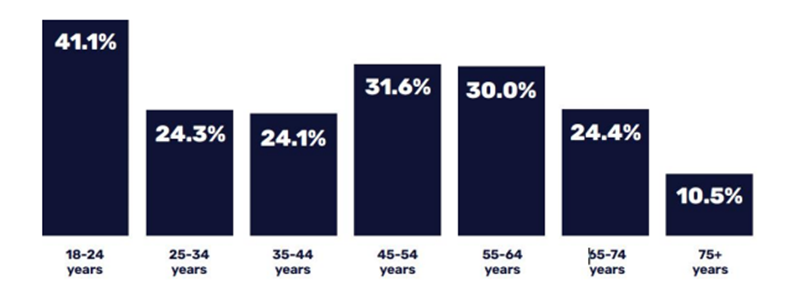 41.1%
24.3%
24.1%
31.6%
30.0%
24.4%
10.5%
18-24
years
25-34
years
35-44
years
45-54
years
55-64
years
65-74
years
75+
years